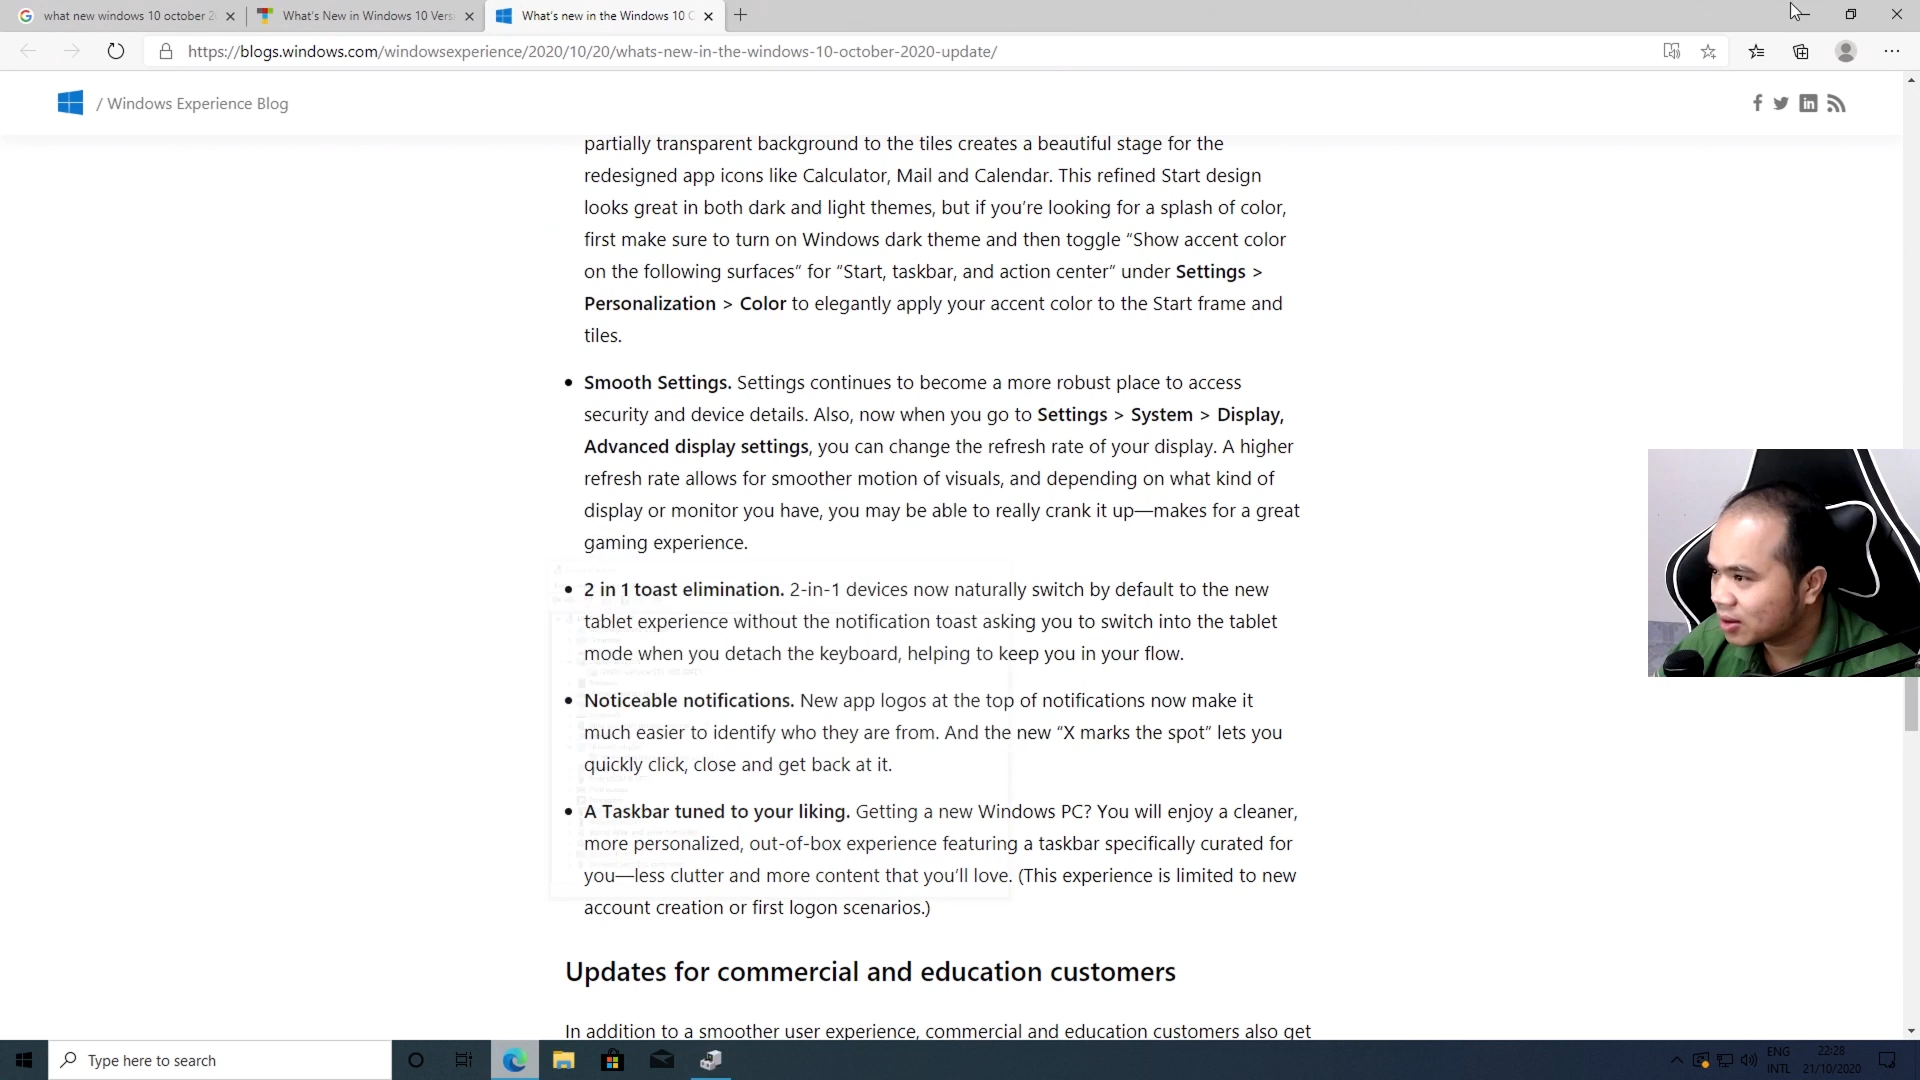 what new windows 10 october 2
What's New in Windows 10 Vers
What's new in the Windows 10 O
https://blogs.windows.com/windowsexperience/2020/10/20/whats-new-in-the-windows-10-october-2020-update/
/ Windows Experience Blog
partially transparent background to the tiles creates a beautiful stage for the
redesigned app icons like Calculator, Mail and Calendar. This refined Start design
looks great in both dark and light themes, but if you’re looking for a splash of color,
first make sure to turn on Windows dark theme and then toggle “Show accent color
on the following surfaces” for “Start, taskbar, and action center” under Settings >
Personalization > Color to elegantly apply your accent color to the Start frame and
tiles.
• Smooth Settings. Settings continues to become a more robust place to access
security and device details. Also, now when you go to Settings > System > Display,
Advanced display settings, you can change the refresh rate of your display. A higher
refresh rate allows for smoother motion of visuals, and depending on what kind of
display or monitor you have, you may be able to really crank it up—makes for a great
gaming experience.
• 2 in 1 toast elimination. 2-in-1 devices now naturally switch by default to the new
tablet experience without the notification toast asking you to switch into the tablet
mode when you detach the keyboard, helping to keep you in your flow.
• Noticeable notifications. New app logos at the top of notifications now make it
much easier to identify who they are from. And the new “X marks the spot” lets you
quickly click, close and get back at it.
• A Taskbar tuned to your liking. Getting a new Windows PC? You will enjoy a cleaner,
more personalized, out-of-box experience featuring a taskbar specifically curated for
you—less clutter and more content that you’ll love. (This experience is limited to new
account creation or first logon scenarios.)
Updates for commercial and education customers
In addition to a smoother user experience, commercial and education customers also get
Type here to search
ENG
INTL
22:28
21/10/2020